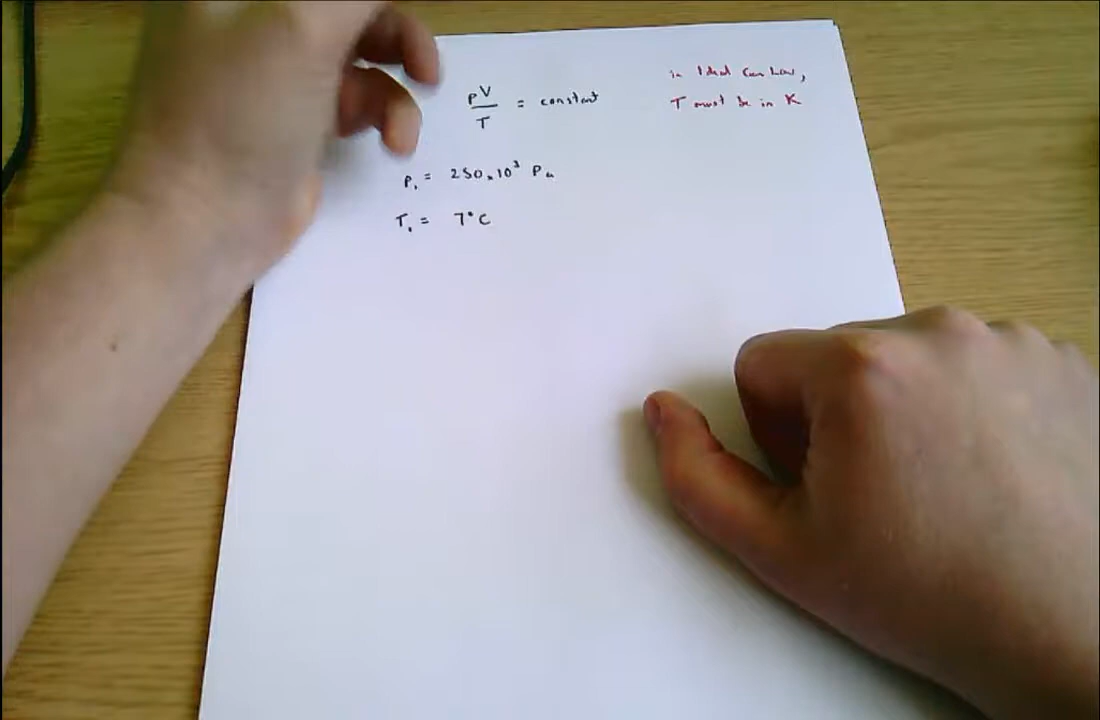 pV
— = constant
T
in Ideal Gas Law,
T must be in K
P₁ = 250×10³ Pa
T₁ = 7°C